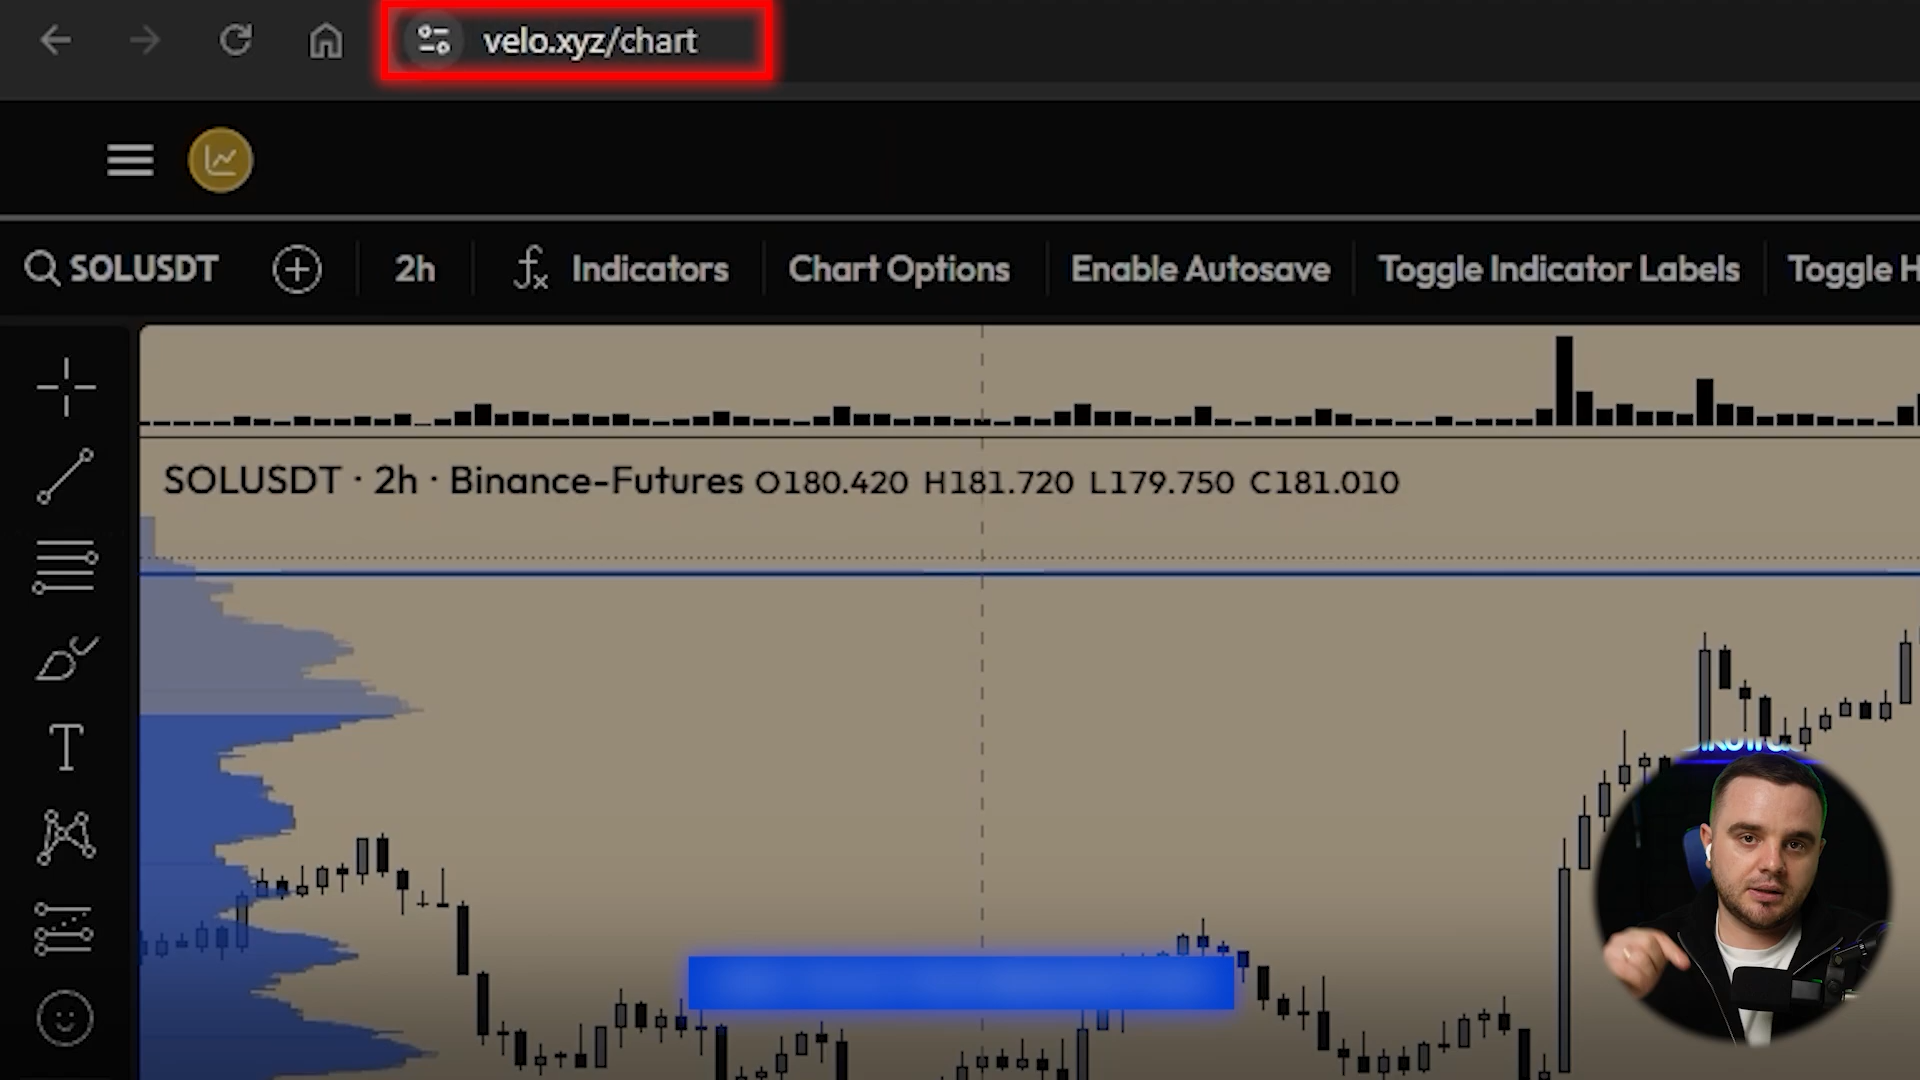 velo.xyz/chart
SOLUSDT 2h Indicators Chart Options Enable Autosave Toggle Indicator Labels Toggle H
SOLUSDT · 2h · Binance-Futures O180.420 H181.720 L179.750 C181.010